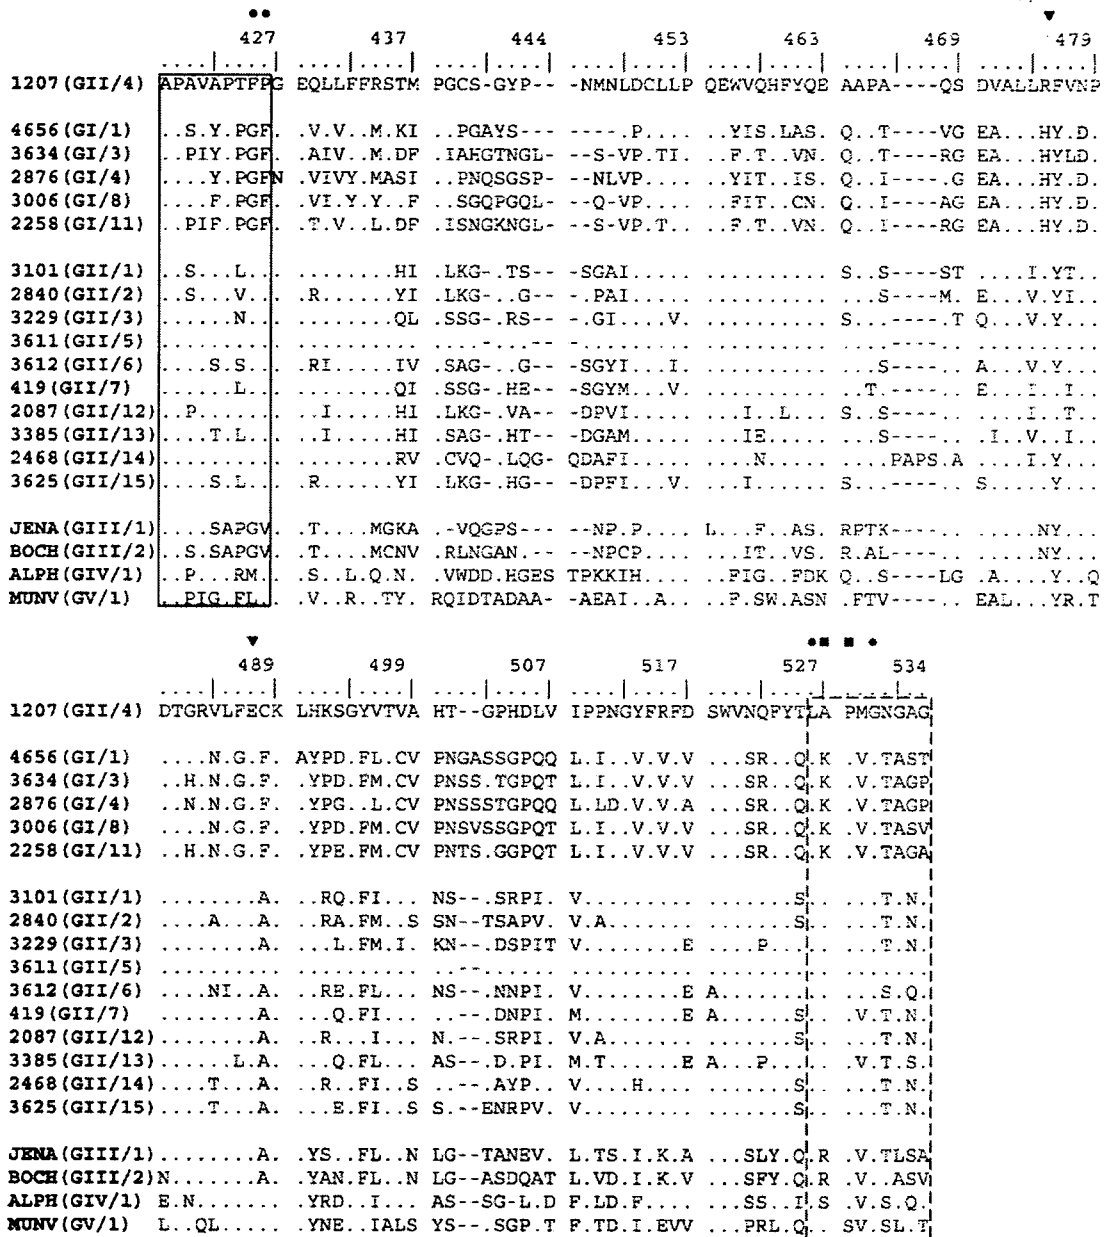 427 437 444 453 463 469 479
1207(GII/4) APAVAPTFPG EQLLFFRSTM PGCS-GYP-- -NMNLDCLLP QEWVQHFYQE AAPA----QS DVALLRFVNP
4656(GI/1) ..S.Y.PGF. .V.V..M.KI ..PGAYS--- -----.P.... ...YIS.LAS. Q..T---..VG EA...HY.D.
3634(GI/3) ..PIY.PGF. .AIV..M.DF .IAHGTNGL- --S-VP.TI.. ..F.T..VN. Q..T----RG EA...HYLD.
2876(GI/4) ....Y.PGFN .VIVY.MASI ..PNQSGSP- --NLVP..... ..YIT..IS. Q..I----.G EA...HY.D.
3006(GI/8) ....F.PGF. .VI.Y.Y..F ..SGQPGQL- --Q-VP..... ..FIT..CN. Q..I----AG EA...HY.D.
2258(GI/11) ..PIF.PGF. .T.V..L.DF .ISNGKNGL- --S-VP.T... ..F.T..VN. Q..I----RG EA...HY.D.
3101(GII/1) ..S...L... ........HI .LKG-.TS-- -SGAI..... .......... S..S----ST ....I.YT..
2840(GII/2) ..S...V... .R......YI .LKG-..G-- -.PAI..... .......... ...S----M. E...V.YI..
3229(GII/3) ......N... ........QL .SSG-.RS-- -.GI...V.. .......... S...----.T Q...V.Y...
3611(GII/5) .......... .......... ....-...-- -......... .......... ....----.. ..........
3612(GII/6) ....S.S... .RI.....IV .SAG-..G-- -SGYI..I.. .......... ...S----.. A...V.Y...
419(GII/7) ......L... ........QI .SSG-.HE-- -SGYM..V.. .......... ..T.----.. E...I..I..
2087(GII/12) ..P....... ...I....HI .LKG-.VA-- -DPVI..... ...I..L... S..S----.. ....I..T..
3385(GII/13) ....T.L... ...I....HI .SAG-.HT-- -DGAM..... ...IE..... ...S----.. .I..V..I..
2468(GII/14) .......... ........RV .CVQ-.LQG- QDAFI..... ....N..... ....PAPS.A ....I.Y...
3625(GII/15) ....S.L... .R......YI .LKG-.HG-- -DPFI..V.. ...I...... S...----.. S.....Y...
JENA(GIII/1) ....SAPGV. .T....MGKA .-VQGPS--- --NP.P.... L...F..AS. RPTK----.. .....NY...
BOCH(GIII/2) ..S.SAPGV. .T....MCNV .RLNGAN.-- --NPCP.... ...IT..VS. R.AL----.. .....NY...
ALPH(GIV/1) ..P...RM.. .S..L.Q.N. .VWDD.HGES TPKKIH.... ..FIG..FDK Q..S----LG .A....Y..Q
MUNV(GV/1) ..PIG.FL.. .V..R..TY. RQIDTADAA- -AEAI..A.. ..F.SW.ASN .FTV----.. EAL...YR.T
489 499 507 517 527 534
1207(GII/4) DTGRVLFECK LHKSGYVTVA HT--GPHDLV IPPNGYFRFD SWVNQFYTLA PMGNGAG
4656(GI/1) ....N.G.F. AYPD.FL.CV PNGASSGPQQ L.I..V.V.V ...SR..Q.K .V.TAST
3634(GI/3) ..H.N.G.F. .YPD.FM.CV PNSS.TGPQT L.I..V.V.V ...SR..Q.K .V.TAGP
2876(GI/4) ..N.N.G.F. .YPG..L.CV PNSSSTGPQQ L.LD.V.V.A ...SR..Q.K .V.TAGP
3006(GI/8) ....N.G.F. .YPD.FM.CV PNSVSSGPQT L.I..V.V.V ...SR..Q.K .V.TASV
2258(GI/11) ..H.N.G.F. .YPE.FM.CV PNTS.GGPQT L.I..V.V.V ...SR..Q.K .V.TAGA
3101(GII/1) ........A. ..RQ.FI... NS--.SRPI. V......... .......S.. ...T.N.
2840(GII/2) ....A...A. ..RA.FM..S SN--TSAPV. V.A....... .......S.. ...T.N.
3229(GII/3) ........A. ...L.FM.I. KN--.DSPIT V........E ....P..... ...T.N.
3611(GII/5) .......... .......... ..--...... .......... .......... .......
3612(GII/6) ....NI..A. ..RE.FL... NS--.NNPI. V........E A......... ...S.Q.
419(GII/7) ........A. ...Q.FI... ..--.DNPI. M........E A......... .V.T.N.
2087(GII/12) ........A. ..R...I... N.--.SRPI. V.A....... .......S.. ...T.N.
3385(GII/13) ......L.A. ...Q.FL... AS--.D.PI. M.T......E A...P..... .V.T.S.
2468(GII/14) ....T...A. ..R..FI..S ..--.AYP.. V....H.... .......S.. ...T.N.
3625(GII/15) ....T...A. ...E.FI..S S.--ENRPV. V......... .......S.. ...T.N.
JENA(GIII/1) ........A. .YS..FL..N LG--TANEV. L.TS.I.K.A ...SLY.Q.R .V.TLSA
BOCH(GIII/2) N.......A. .YAN.FL..N LG--ASDQAT L.VD.I.K.V ...SFY.Q.R .V..ASV
ALPH(GIV/1) E.N....... .YRD..I... AS--SG-L.D F.LD.F.... ...SS..I.S .V.S.Q.
MUNV(GV/1) L..QL..... .YNE..IALS YS--.SGP.T F.TD.I.EVV ..PRL.Q... SV.SL.T